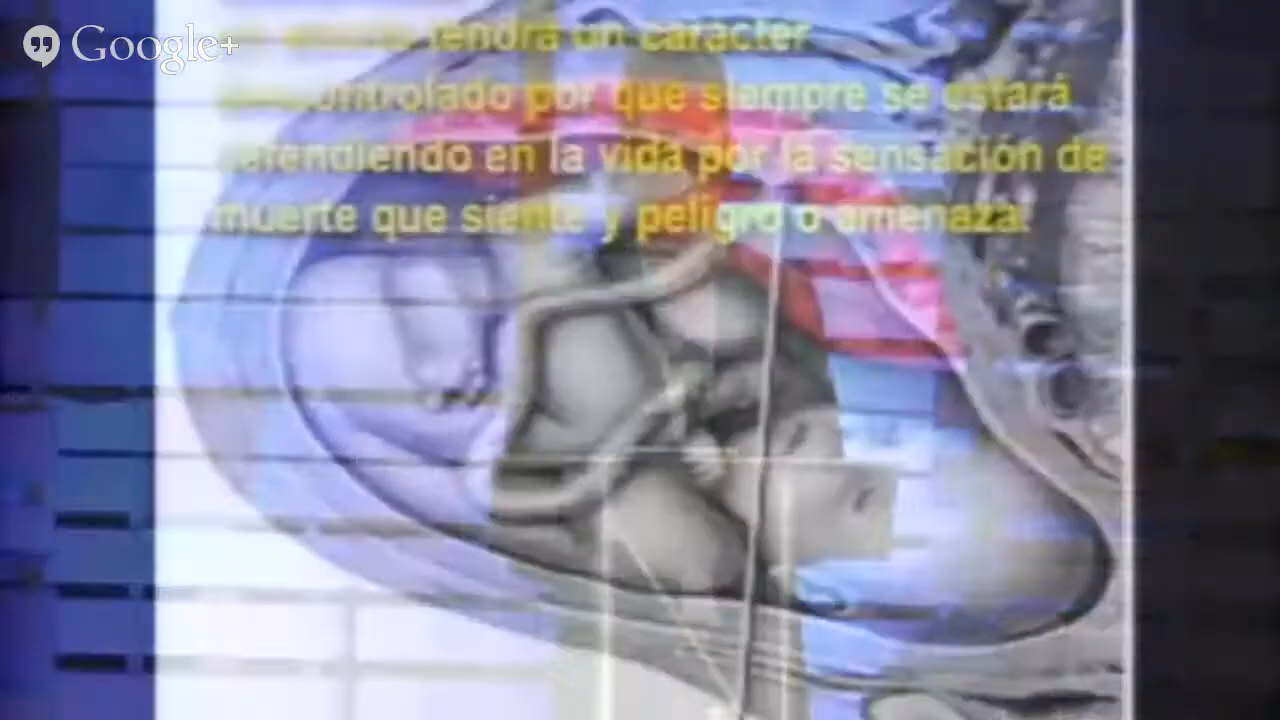 Google+
tendra un caracter
por que siempre se estará
defendiendo en la vida por la sensación de
muerte que siente y peligro o amenaza.